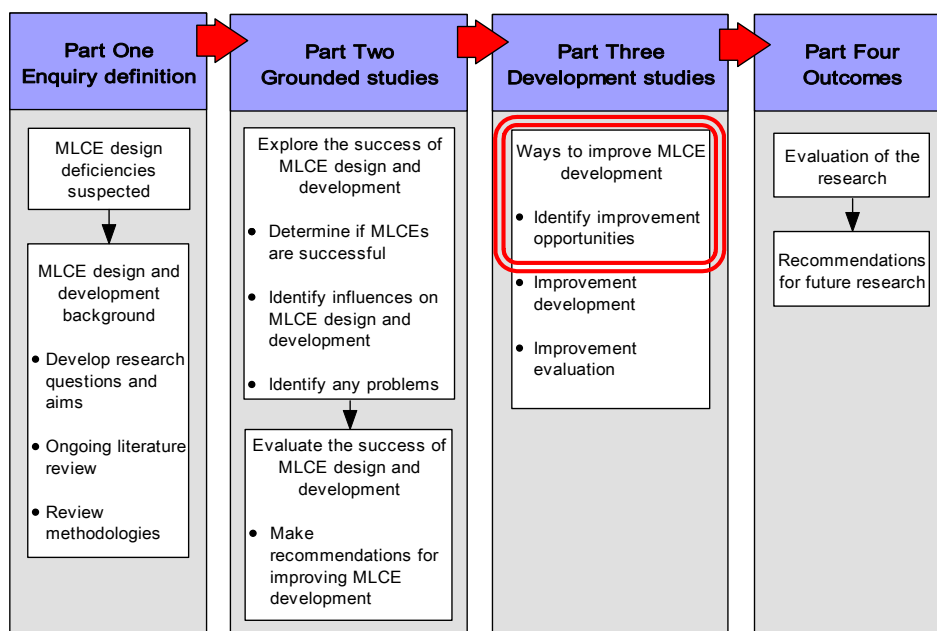 Part One
Enquiry definition
MLCE design
deficiencies
suspected
MLCE design and
development
background
• Develop research
questions and
aims
• Ongoing literature
review
• Review
methodologies
Part Two
Grounded studies
Explore the success of
MLCE design and
development
• Determine if MLCEs
are successful
• Identify influences on
MLCE design and
development
• Identify any problems
Evaluate the success of
MLCE design and
development
• Make
recommendations for
improving MLCE
development
Part Three
Development studies
Ways to improve MLCE
development
• Identify improvement
opportunities
• Improvement
development
• Improvement
evaluation
Part Four
Outcomes
Evaluation of the
research
Recommendations
for future research